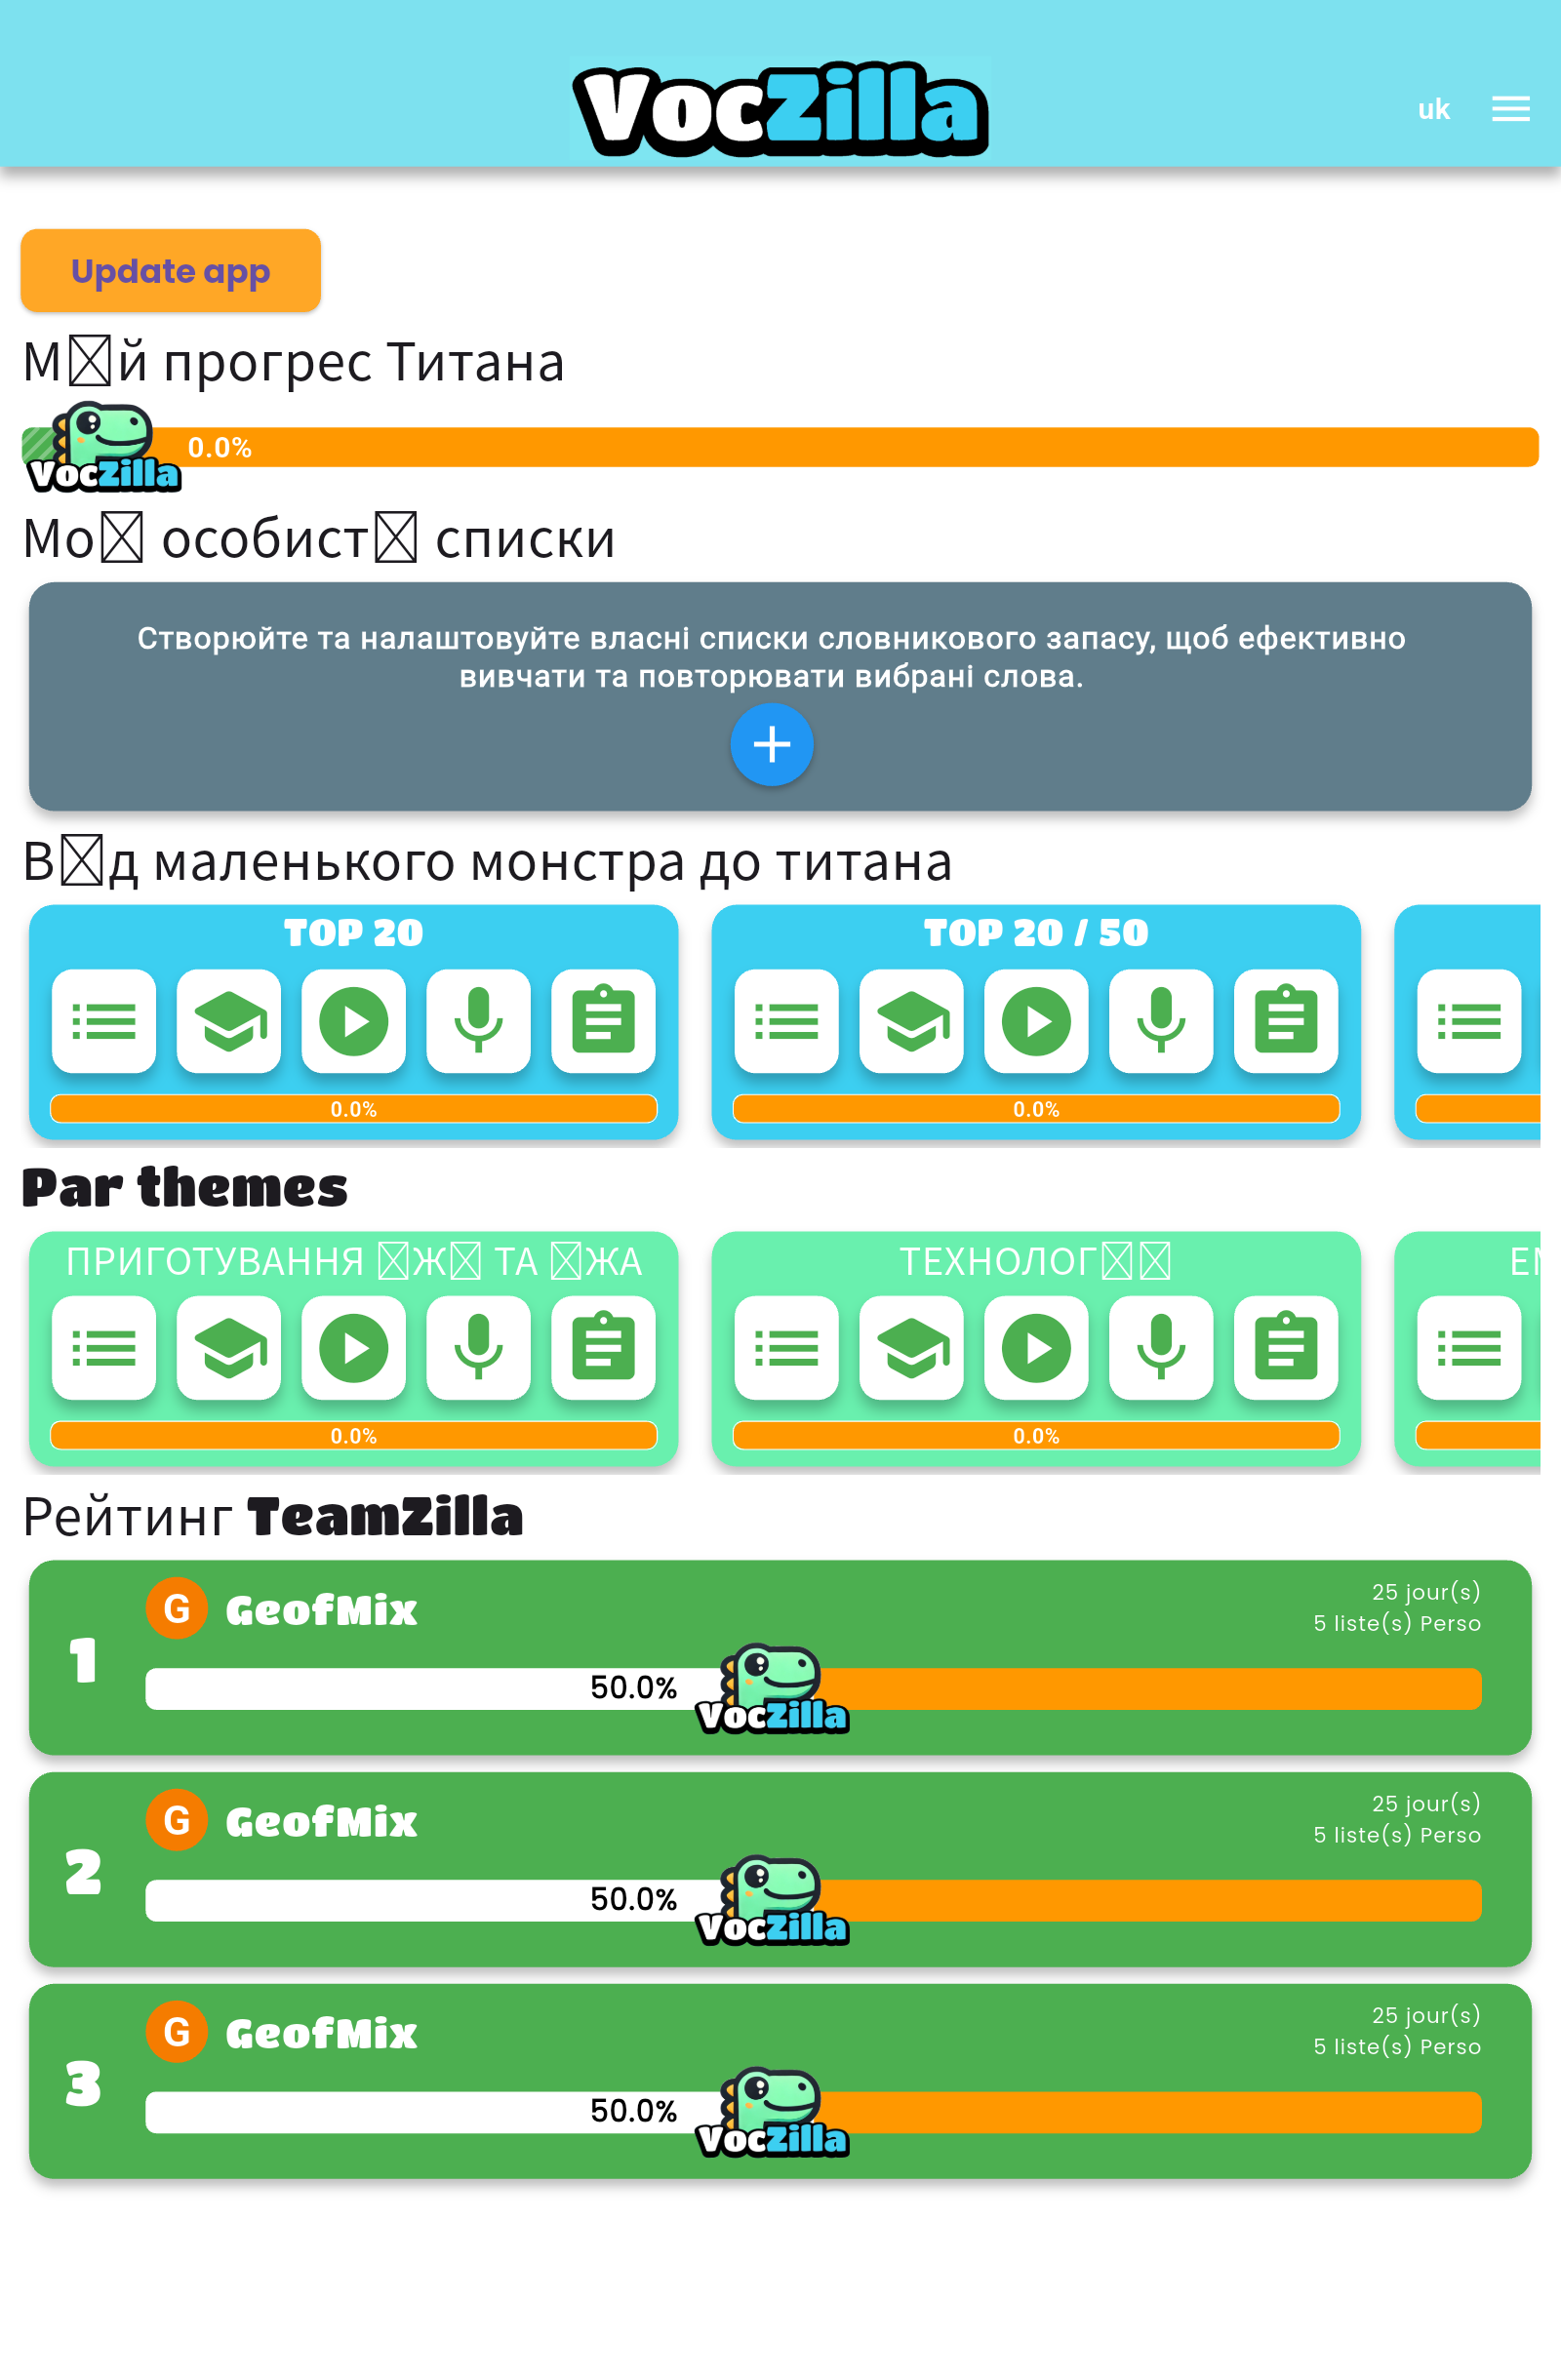 VocZilla
uk
Update app
М☒й прогрес Титана
VocZilla
0.0%
Мо☒ особист☒ списки
Створюйте та налаштовуйте власні списки словникового запасу, щоб ефективно
вивчати та повторювати вибрані слова.
В☒д маленького монстра до титана
TOP 20
TOP 20 / 50
0.0%
0.0%
Par themes
ПРИГОТУВАННЯ ☒Ж☒ ТА ☒ЖА
ТЕХНОЛОГ☒☒
0.0%
0.0%
Рейтинг TeamZilla
1
G GeofMix
25 jour(s)
5 liste(s) Perso
50.0%
VocZilla
2
G GeofMix
25 jour(s)
5 liste(s) Perso
50.0%
VocZilla
3
G GeofMix
25 jour(s)
5 liste(s) Perso
50.0%
VocZilla